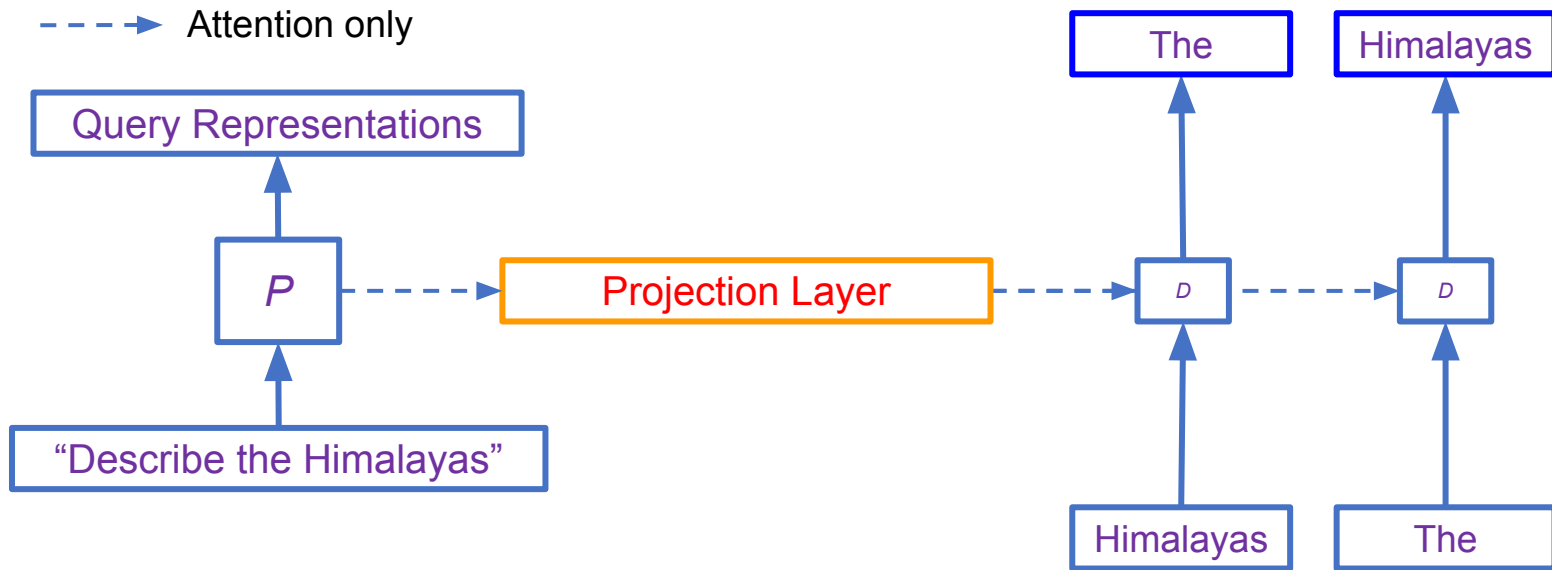 Attention only
The
Himalayas
Query Representations
P
Projection Layer
D
D
“Describe the Himalayas”
Himalayas
The